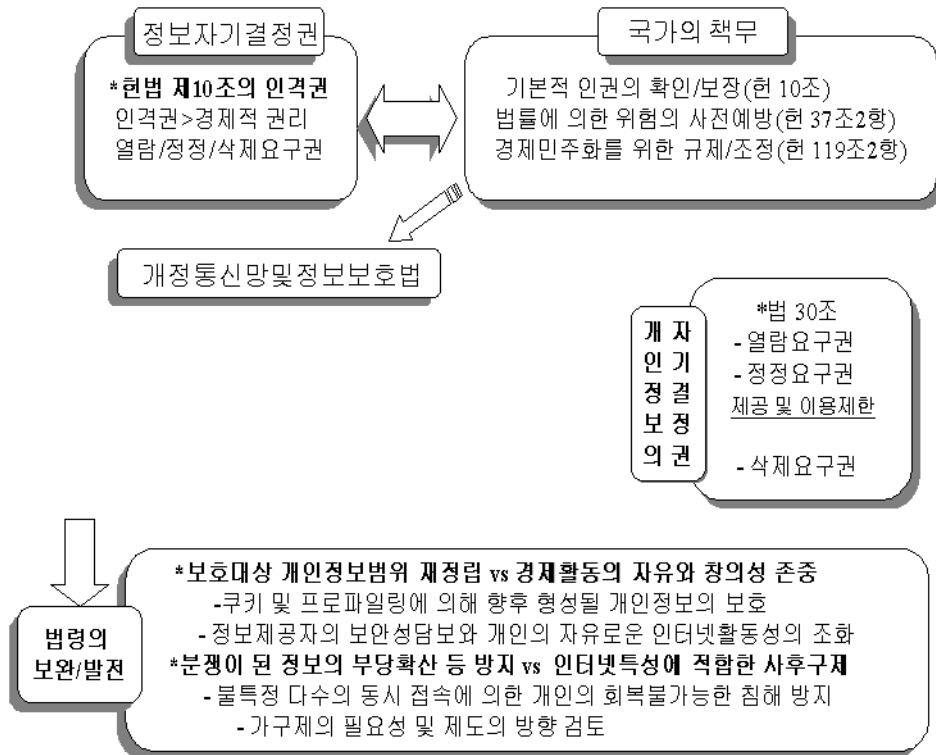 정보자기결정권
*헌법 제10조의 인격권
인격권>경제적 권리
열람/정정/삭제요구권
국가의 책무
기본적 인권의 확인/보장(헌 10조)
법률에 의한 위험의 사전예방(헌 37조2항)
경제민주화를 위한 규제/조정(헌 119조2항)
개정통신망및정보보호법
개인정보의
자기결정권
*법 30조
- 열람요구권
- 정정요구권
제공 및 이용제한
- 삭제요구권
법령의
보완/발전
*보호대상 개인정보범위 재정립 vs 경제활동의 자유와 창의성 존중
-쿠키 및 프로파일링에 의해 향후 형성될 개인정보의 보호
- 정보제공자의 보안성담보와 개인의 자유로운 인터넷활동성의 조화
*분쟁이 된 정보의 부당확산 등 방지 vs 인터넷특성에 적합한 사후구제
- 불특정 다수의 동시 접속에 의한 개인의 회복불가능한 침해 방지
- 가구제의 필요성 및 제도의 방향 검토